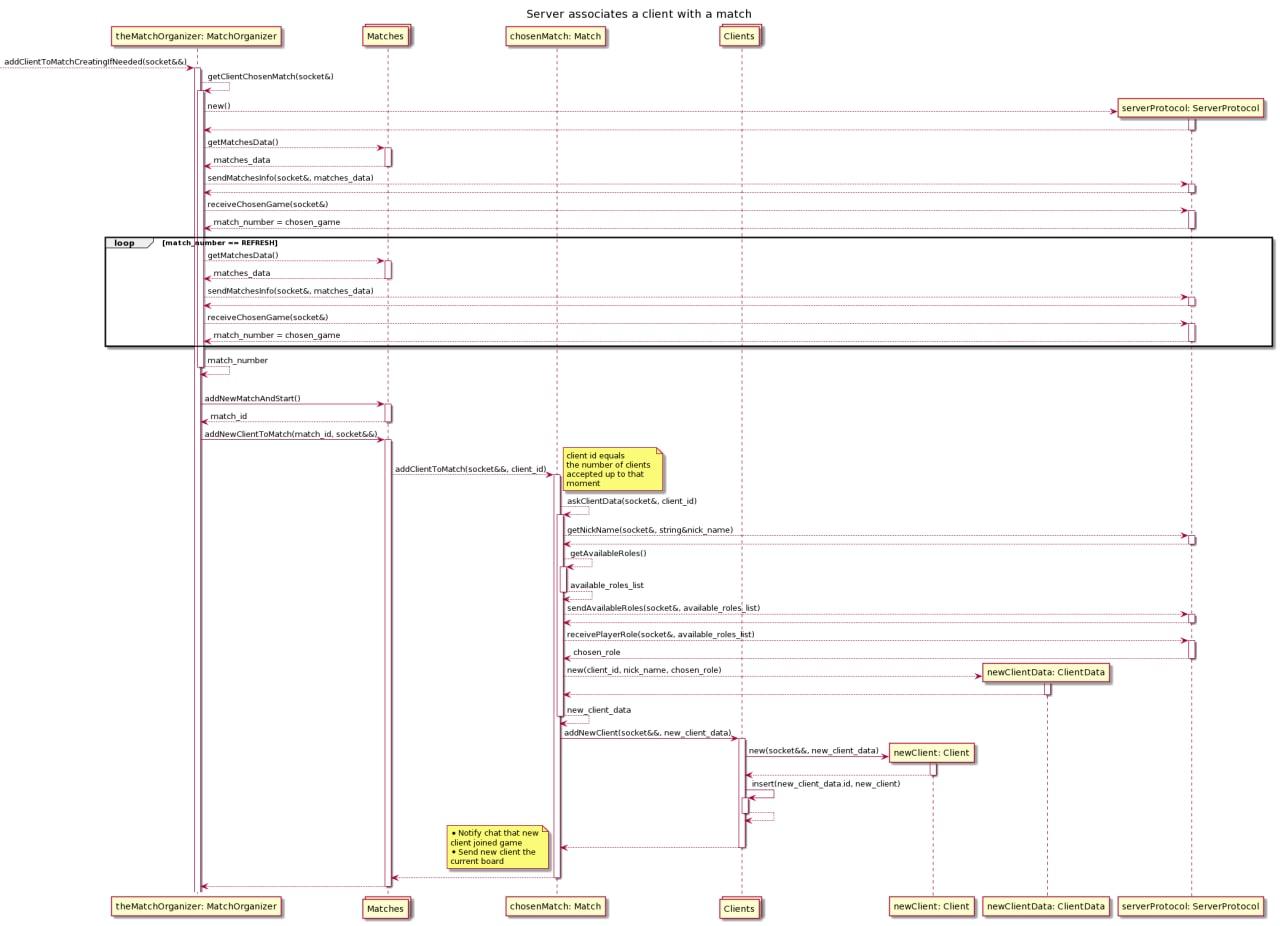 Server associates a client with a match
theMatchOrganizer: MatchOrganizer
Matches
chosenMatch: Match
Clients
addClientToMatchCreatingIfNeeded(socket&&)
getClientChosenMatch(socket&)
new()
serverProtocol: ServerProtocol
getMatchesData()
matches_data
sendMatchesInfo(socket&, matches_data)
receiveChosenGame(socket&)
match_number = chosen_game
loop
[match_number == REFRESH]
getMatchesData()
matches_data
sendMatchesInfo(socket&, matches_data)
receiveChosenGame(socket&)
match_number = chosen_game
match_number
addNewMatchAndStart()
match_id
addNewClientToMatch(match_id, socket&&)
client id equals
the number of clients
accepted up to that
moment
addClientToMatch(socket&&, client_id)
askClientData(socket&, client_id)
getNickName(socket&, string&nick_name)
getAvailableRoles()
available_roles_list
sendAvailableRoles(socket&, available_roles_list)
receivePlayerRole(socket&, available_roles_list)
chosen_role
new(client_id, nick_name, chosen_role)
newClientData: ClientData
new_client_data
addNewClient(socket&&, new_client_data)
new(socket&&, new_client_data)
newClient: Client
insert(new_client_data.id, new_client)
• Notify chat that new
client joined game
• Send new client the
current board
theMatchOrganizer: MatchOrganizer
Matches
chosenMatch: Match
Clients
newClient: Client
newClientData: ClientData
serverProtocol: ServerProtocol